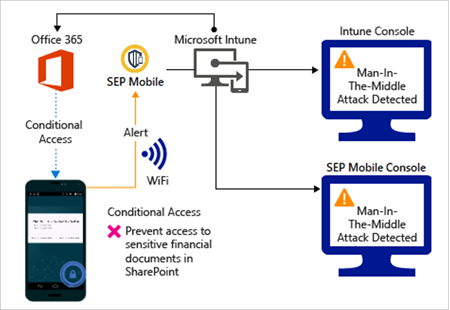 Office 365
Microsoft Intune
Intune Console
SEP Mobile
Man-In-
The-Middle
Attack Detected
Conditional
Access
Alert
WiFi
SEP Mobile Console
Man-In-
The-Middle
Attack Detected
Conditional Access
Prevent access to
sensitive financial
documents in
SharePoint